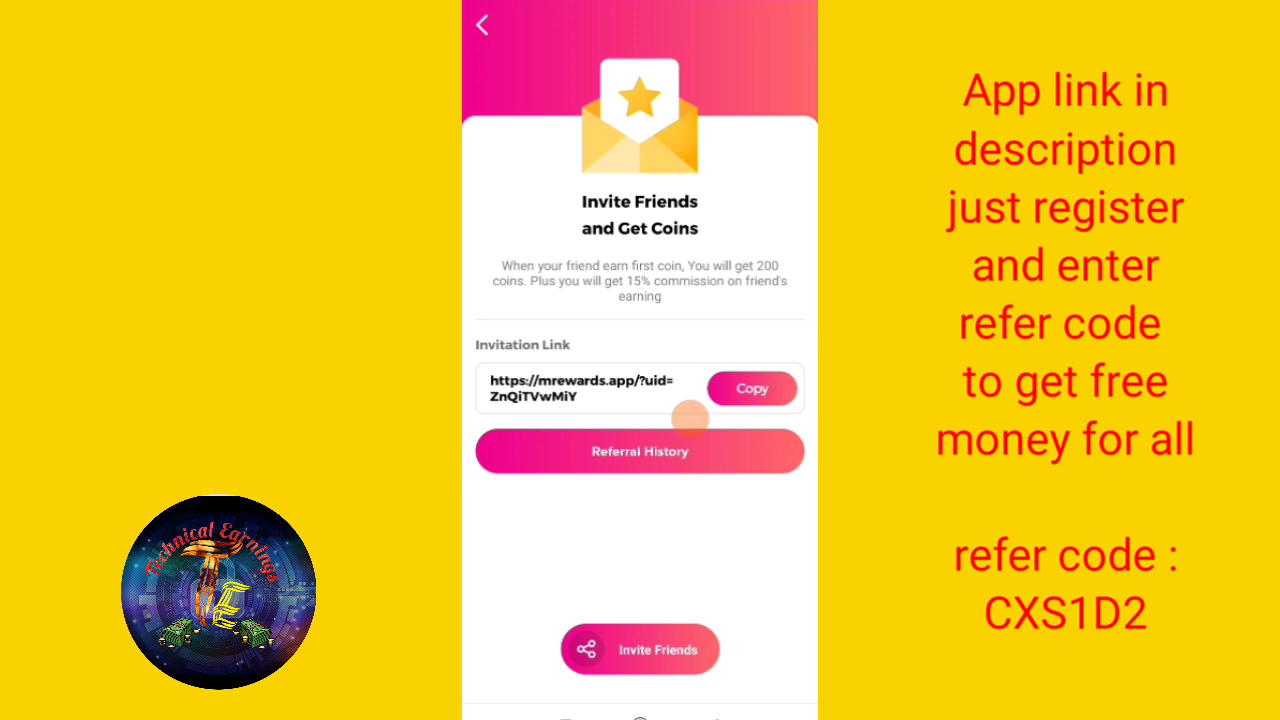 Invite Friends
and Get Coins
When your friend earn first coin, You will get 200
coins. Plus you will get 15% commission on friend's
earning
Invitation Link
https://mrewards.app/?uid=
ZnQiTVwMiY
Copy
Referral History
Invite Friends
App link in
description
just register
and enter
refer code
to get free
money for all
refer code :
CXS1D2
Technical Earnings
TE